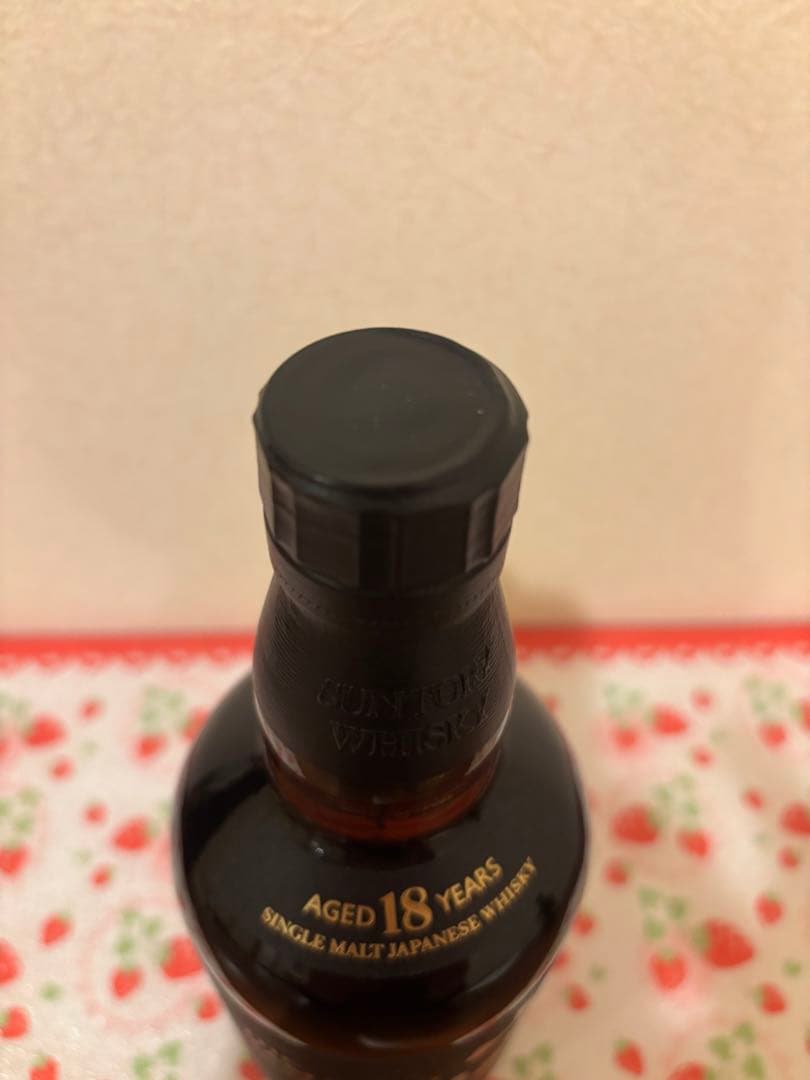 SUNTORY
WHISKY
AGED 18 YEARS
SINGLE MALT JAPANESE WHISKY